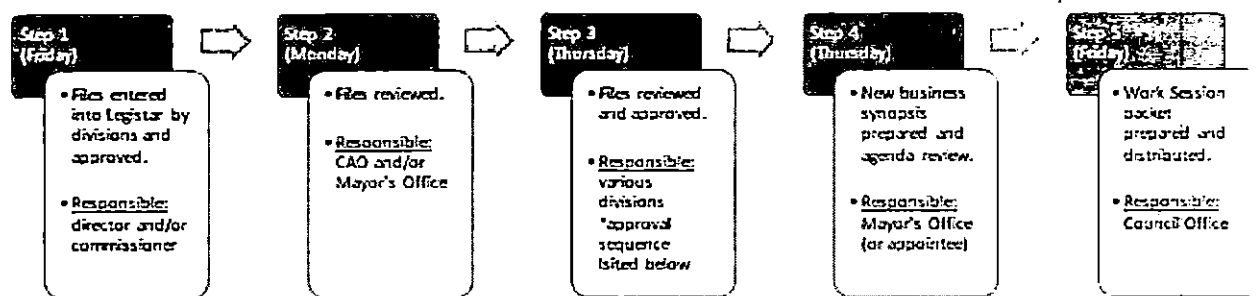 Step 1
(Friday)
• Files entered
into Legistar by
divisions and
approved.
• Responsible:
director and/or
commissioner
Step 2
(Monday)
• Files reviewed.
• Responsible:
CAO and/or
Mayor's Office
Step 3
(Thursday)
• Files reviewed
and approved.
• Responsible:
various
divisions
*approval
sequence
lsited below
Step 4
(Thursday)
• New business
synopsis
prepared and
agenda review.
• Responsible:
Mayor's Office
(or appointee)
Step 5
(Friday)
• Work Session
packet
prepared and
distributed.
• Responsible:
Council Office